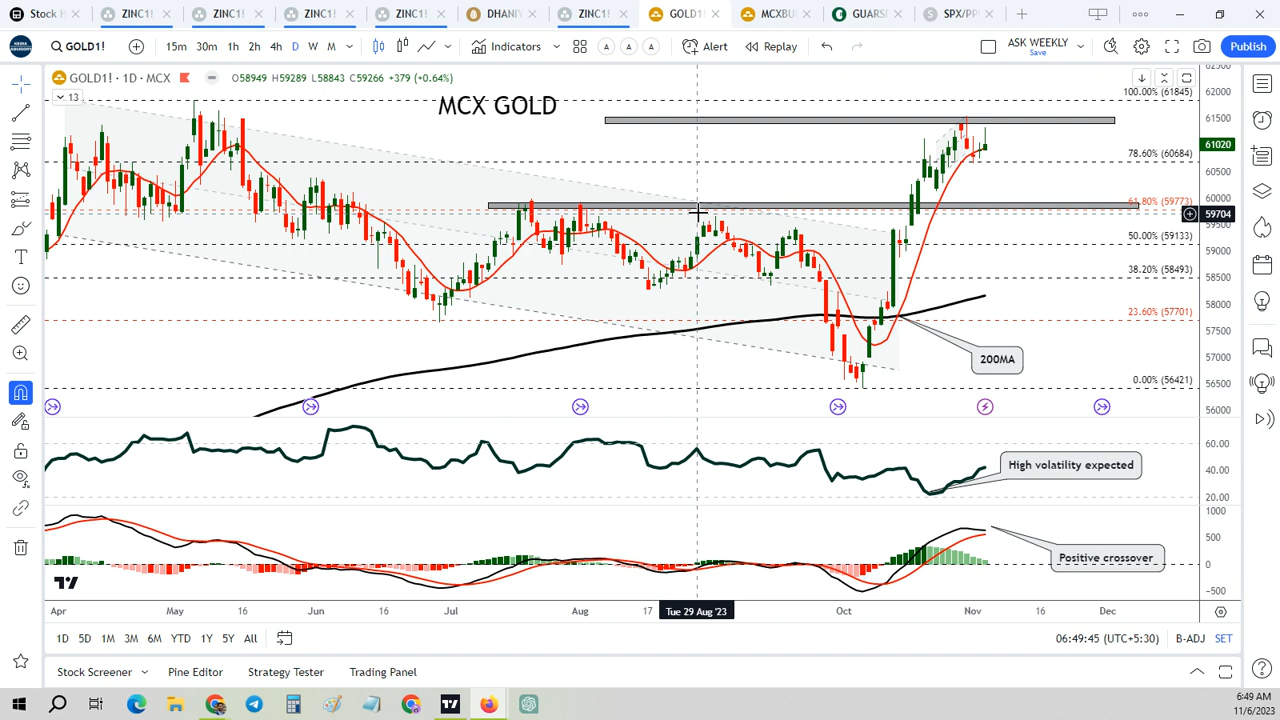 Stock H
ZINC1!
ZINC1!
ZINC1!
ZINC1!
DHANIY
ZINC1!
GOLD1!
MCXBU
GUARS
SPX/PP
GOLD1!
15m 30m 1h 2h 4h D W M
Indicators
A A A
Alert
Replay
ASK WEEKLY
Save
Publish
GOLD1! · 1D · MCX
O58949 H59289 L58843 C59266 +379 (+0.64%)
13
MCX GOLD
100.00% (61845)
78.60% (60684)
61.80% (59773)
50.00% (59133)
38.20% (58493)
23.60% (57701)
0.00% (56421)
200MA
High volatility expected
Positive crossover
62500
62000
61500
61020
60500
60000
59704
59500
59000
58500
58000
57500
57000
56500
56000
60.00
40.00
20.00
1000
500
0
−500
Apr May 16 Jun 16 Jul Aug 17 Tue 29 Aug '23 Oct Nov 16 Dec
1D 5D 1M 3M 6M YTD 1Y 5Y All
06:49:45 (UTC+5:30) B-ADJ SET
Stock Screener Pine Editor Strategy Tester Trading Panel
6:49 AM
11/6/2023